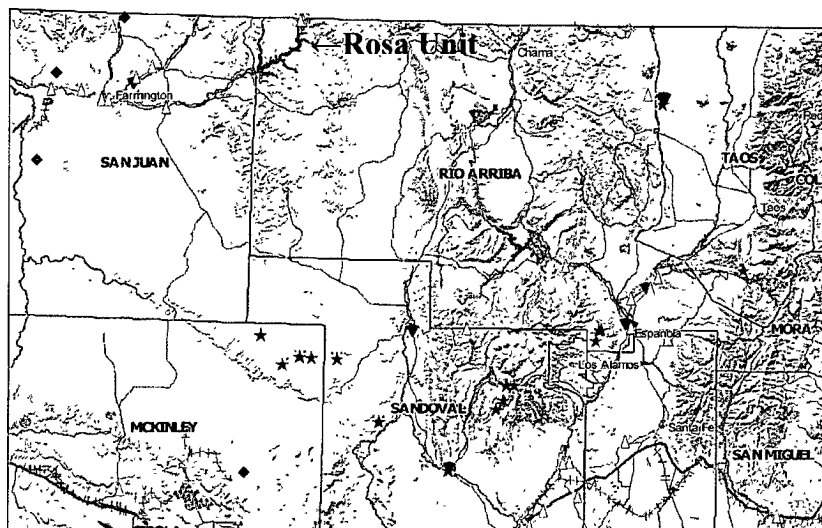 ←Rosa Unit
Chama
Farmington
SAN JUAN
RIO ARRIBA
TAOS
COL
Taos
MORA
Espanola
Los Alamos
SANDOVAL
MCKINLEY
Santa Fe
SAN MIGUEL